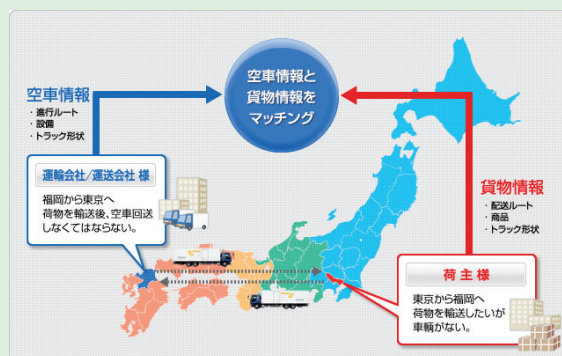 空車情報と
貨物情報を
マッチング
空車情報
・進行ルート
・設備
・トラック形状
運輸会社/運送会社 様
福岡から東京へ
荷物を輸送後、空車回送
しなくてはならない。
貨物情報
・配送ルート
・商品
・トラック形状
荷 主 様
東京から福岡へ
荷物を輸送したいが
車輌がない。